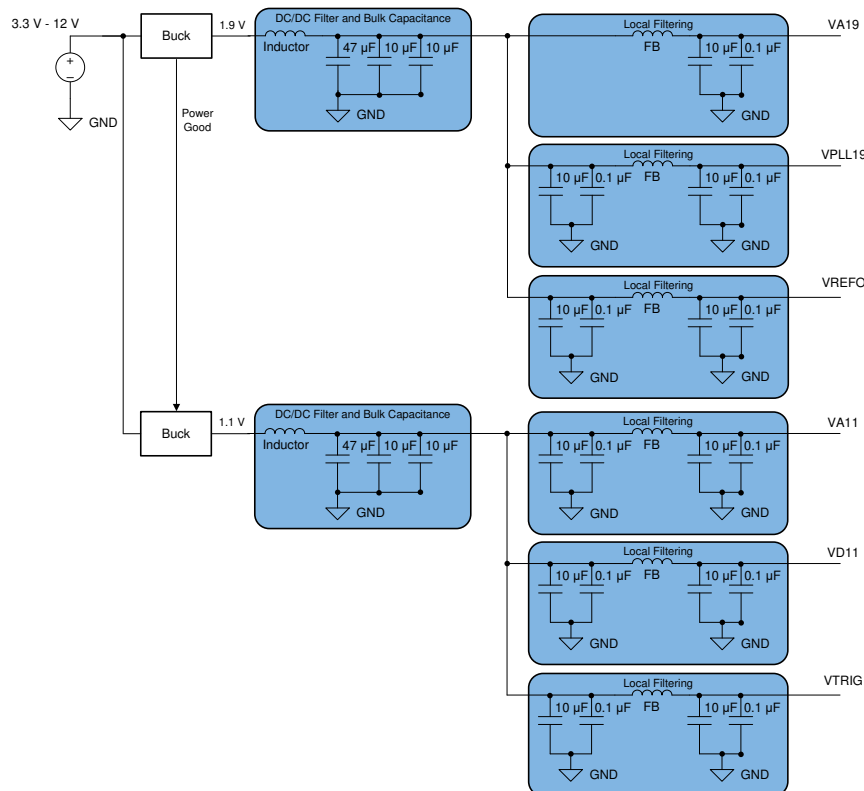 3.3 V - 12 V
Buck
1.9 V
DC/DC Filter and Bulk Capacitance
Inductor
47 µF
10 µF
10 µF
GND
GND
Power
Good
Local Filtering
FB
10 µF
0.1 µF
GND
VA19
Local Filtering
10 µF
0.1 µF
FB
10 µF
0.1 µF
GND
GND
VPLL19
Local Filtering
10 µF
0.1 µF
FB
10 µF
0.1 µF
GND
GND
VREFO
Buck
1.1 V
DC/DC Filter and Bulk Capacitance
Inductor
47 µF
10 µF
10 µF
GND
Local Filtering
10 µF
0.1 µF
FB
10 µF
0.1 µF
GND
GND
VA11
Local Filtering
10 µF
0.1 µF
FB
10 µF
0.1 µF
GND
GND
VD11
Local Filtering
10 µF
0.1 µF
FB
10 µF
0.1 µF
GND
GND
VTRIG